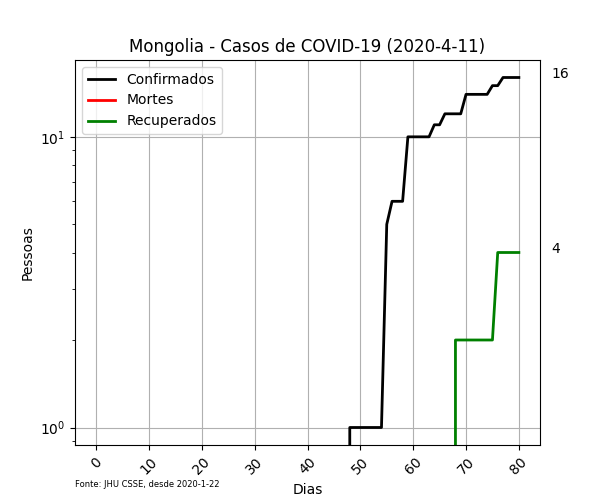 Mongolia - Casos de COVID-19 (2020-4-11)
Confirmados
Mortes
Recuperados
16
4
10¹
10⁰
Pessoas
0 10 20 30 40 50 60 70 80
Dias
Fonte: JHU CSSE, desde 2020-1-22